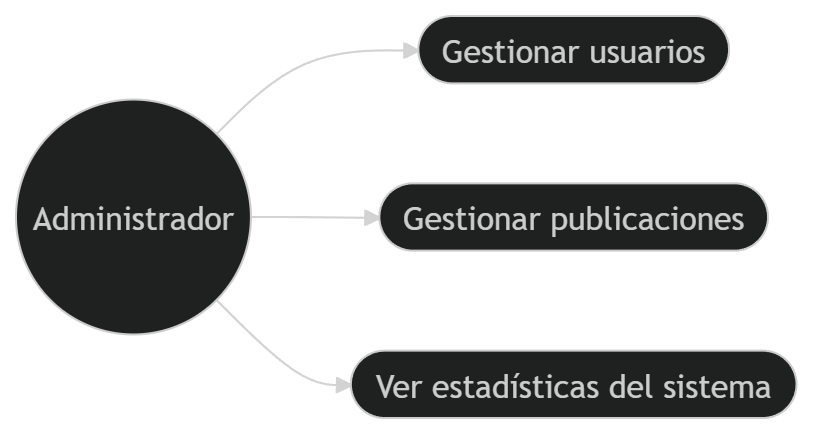 Gestionar usuarios
Administrador
Gestionar publicaciones
Ver estadísticas del sistema